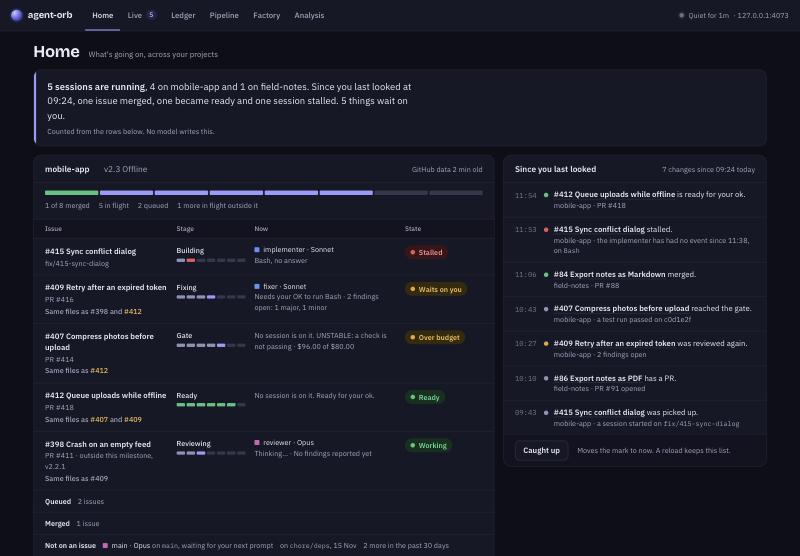 agent-orb Home Live 5 Ledger Pipeline Factory Analysis Quiet for 1m · 127.0.0.1:4073
Home What's going on, across your projects
5 sessions are running, 4 on mobile-app and 1 on field-notes. Since you last looked at
09:24, one issue merged, one became ready and one session stalled. 5 things wait on
you.
Counted from the rows below. No model writes this.
mobile-app v2.3 Offline GitHub data 2 min old
1 of 8 merged 5 in flight 2 queued 1 more in flight outside it
Issue Stage Now State
#415 Sync conflict dialog
fix/415-sync-dialog
Building
implementer · Sonnet
Bash, no answer
Stalled
#409 Retry after an expired token
PR #416
Same files as #398 and #412
Fixing
fixer · Sonnet
Needs your OK to run Bash · 2 findings
open: 1 major, 1 minor
Waits on you
#407 Compress photos before
upload
PR #414
Same files as #412
Gate
No session is on it. UNSTABLE: a check is
not passing · $96.00 of $80.00
Over budget
#412 Queue uploads while offline
PR #418
Same files as #407 and #409
Ready
No session is on it. Ready for your ok.
Ready
#398 Crash on an empty feed
PR #411 · outside this milestone,
v2.2.1
Same files as #409
Reviewing
reviewer · Opus
Thinking… · No findings reported yet
Working
Queued 2 issues
Merged 1 issue
Not on an issue main · Opus on main, waiting for your next prompt on chore/deps, 15 Nov 2 more in the past 30 days
Since you last looked 7 changes since 09:24 today
11:54 #412 Queue uploads while offline is ready for your ok.
mobile-app · PR #418
11:53 #415 Sync conflict dialog stalled.
mobile-app · the implementer has had no event since 11:38,
on Bash
11:06 #84 Export notes as Markdown merged.
field-notes · PR #88
10:43 #407 Compress photos before upload reached the gate.
mobile-app · a test run passed on c0d1e2f
10:27 #409 Retry after an expired token was reviewed again.
mobile-app · 2 findings open
10:10 #86 Export notes as PDF has a PR.
field-notes · PR #91 opened
09:43 #415 Sync conflict dialog was picked up.
mobile-app · a session started on fix/415-sync-dialog
Caught up Moves the mark to now. A reload keeps this list.